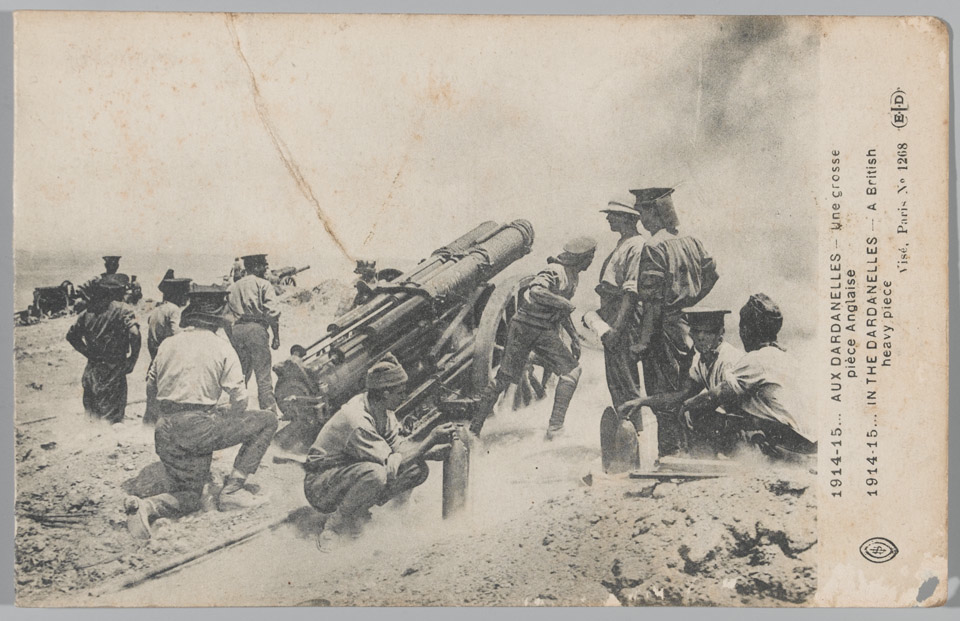 1914-15... AUX DARDANELLES — Une grosse
pièce Anglaise
1914-15... IN THE DARDANELLES — A British
heavy piece
Visé, Paris Nº 1268
E.L.D